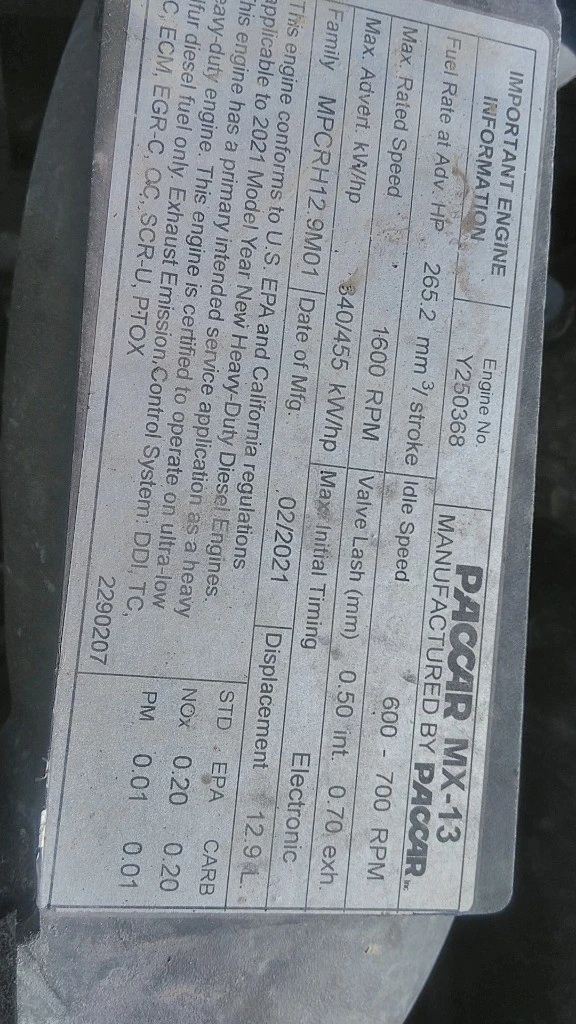 IMPORTANT ENGINE INFORMATION
Engine No. Y250368
PACCAR MX-13
MANUFACTURED BY PACCAR Inc
Fuel Rate at Adv. HP 265.2 mm³/ stroke Idle Speed 600 - 700 RPM
Max. Rated Speed 1600 RPM Valve Lash (mm) 0.50 int. 0.70 exh.
Max. Advert. kW/hp 340/455 kW/hp Max. Initial Timing Electronic
Family MPCRH12.9M01 Date of Mfg. 02/2021 Displacement 12.9 L.
This engine conforms to U.S. EPA and California regulations
applicable to 2021 Model Year New Heavy-Duty Diesel Engines.
This engine has a primary intended service application as a heavy
eavy-duty engine. This engine is certified to operate on ultra-low
lfur diesel fuel only. Exhaust Emission Control System: DDI, TC,
C, ECM, EGR-C, OC, SCR-U, PTOX
2290207
STD EPA CARB
NOx 0.20 0.20
PM 0.01 0.01